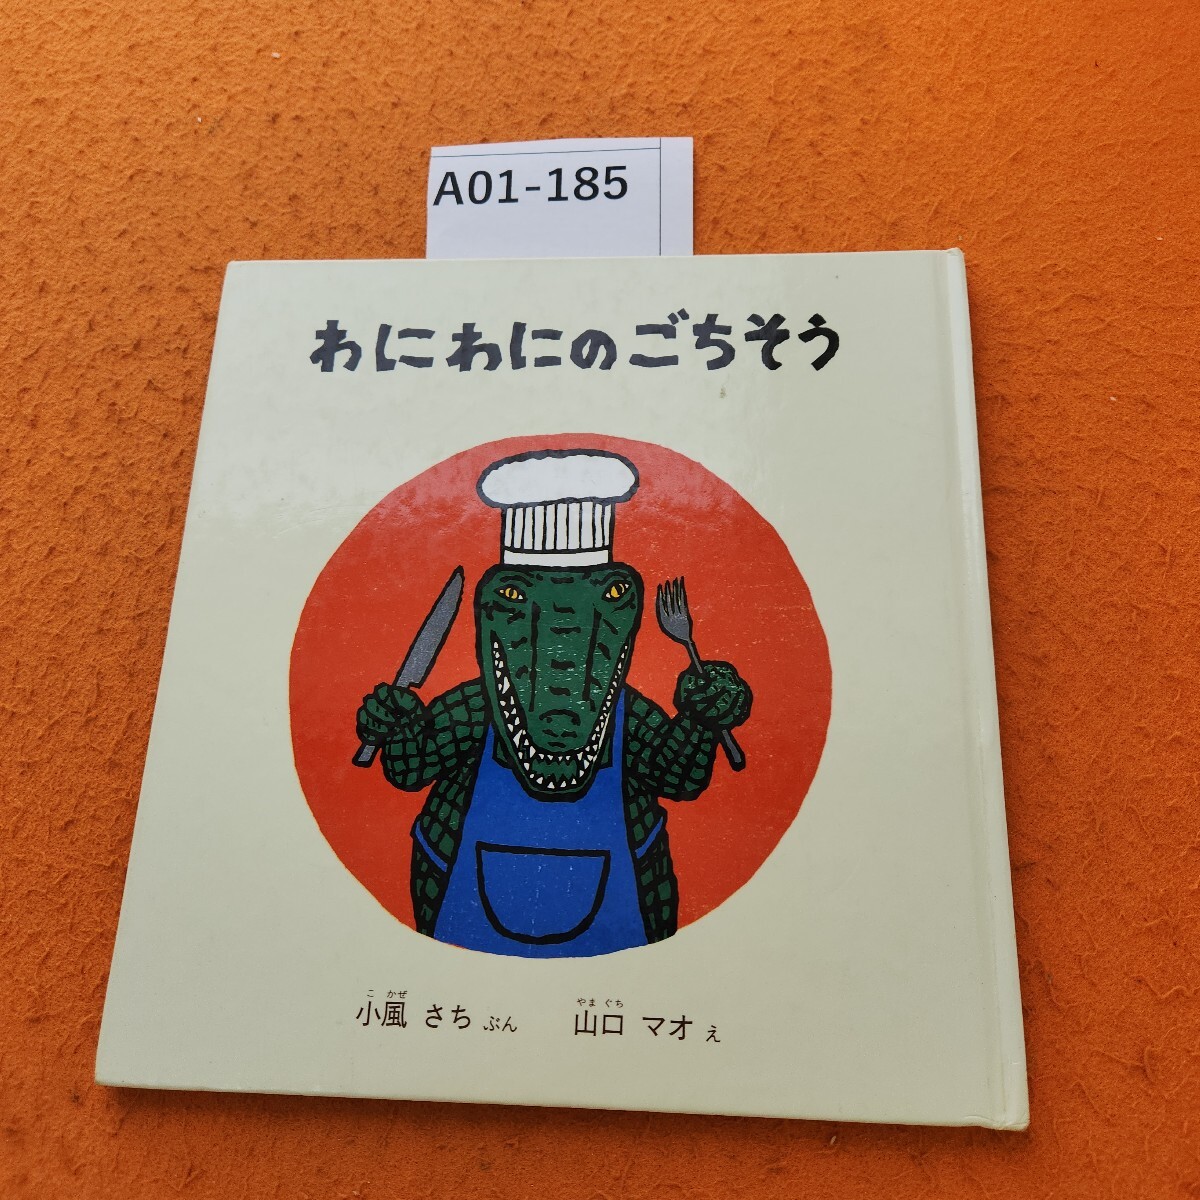 A01-185
わにわにのごちそう
こ かぜ やま ぐち
小風 さち ぶん 山口 マオ え